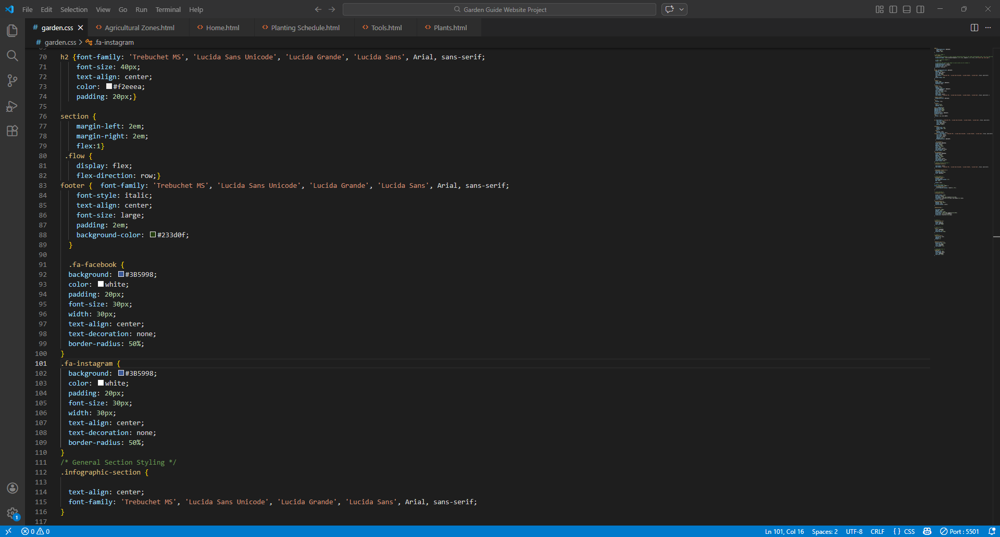 File Edit Selection View Go Run Terminal Help
Garden Guide Website Project
# garden.css
<> Agricultural Zones.html
<> Home.html
<> Planting Schedule.html
<> Tools.html
<> Plants.html
# garden.css > .fa-instagram
70 h2 {font-family: 'Trebuchet MS', 'Lucida Sans Unicode', 'Lucida Grande', 'Lucida Sans', Arial, sans-serif;
71 font-size: 40px;
72 text-align: center;
73 color: #f2eeea;
74 padding: 20px;}
75
76 section {
77 margin-left: 2em;
78 margin-right: 2em;
79 flex:1}
80 .flow {
81 display: flex;
82 flex-direction: row;}
83 footer { font-family: 'Trebuchet MS', 'Lucida Sans Unicode', 'Lucida Grande', 'Lucida Sans', Arial, sans-serif;
84 font-style: italic;
85 text-align: center;
86 font-size: large;
87 padding: 2em;
88 background-color: #233d0f;
89 }
90
91 .fa-facebook {
92 background: #3B5998;
93 color: white;
94 padding: 20px;
95 font-size: 30px;
96 width: 30px;
97 text-align: center;
98 text-decoration: none;
99 border-radius: 50%;
100 }
101 .fa-instagram {
102 background: #3B5998;
103 color: white;
104 padding: 20px;
105 font-size: 30px;
106 width: 30px;
107 text-align: center;
108 text-decoration: none;
109 border-radius: 50%;
110 }
111 /* General Section Styling */
112 .infographic-section {
113
114 text-align: center;
115 font-family: 'Trebuchet MS', 'Lucida Sans Unicode', 'Lucida Grande', 'Lucida Sans', Arial, sans-serif;
116 }
117
1
0 0
Ln 101, Col 16 Spaces: 2 UTF-8 CRLF { } CSS Port : 5501